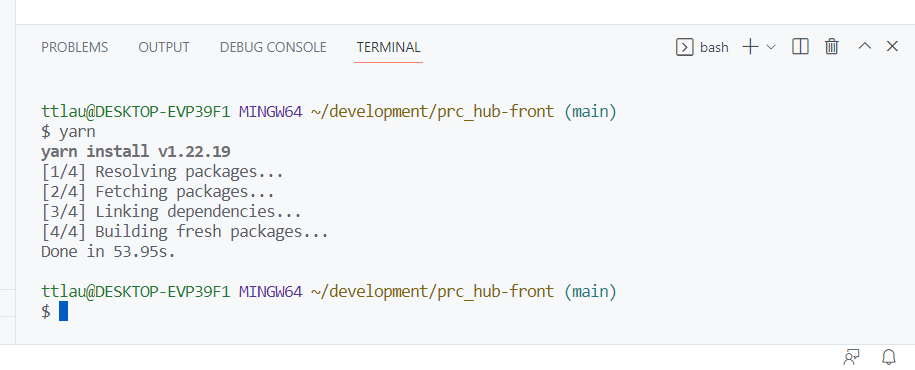 PROBLEMS OUTPUT DEBUG CONSOLE TERMINAL bash
ttlau@DESKTOP-EVP39F1 MINGW64 ~/development/prc_hub-front (main)
$ yarn
yarn install v1.22.19
[1/4] Resolving packages...
[2/4] Fetching packages...
[3/4] Linking dependencies...
[4/4] Building fresh packages...
Done in 53.95s.
ttlau@DESKTOP-EVP39F1 MINGW64 ~/development/prc_hub-front (main)
$